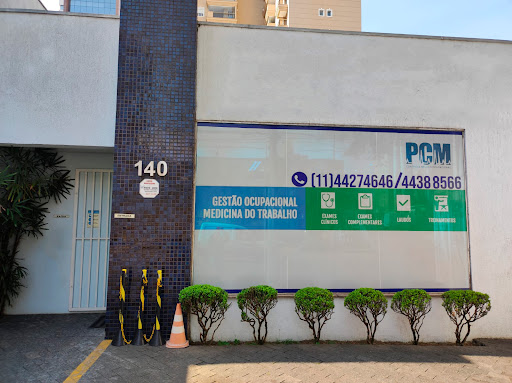 PCM
(11)44274646/4438 8566
GESTÃO OCUPACIONAL
MEDICINA DO TRABALHO
EXAMES
CLÍNICOS
EXAMES
COMPLEMENTARES
LAUDOS
TREINAMENTOS
140